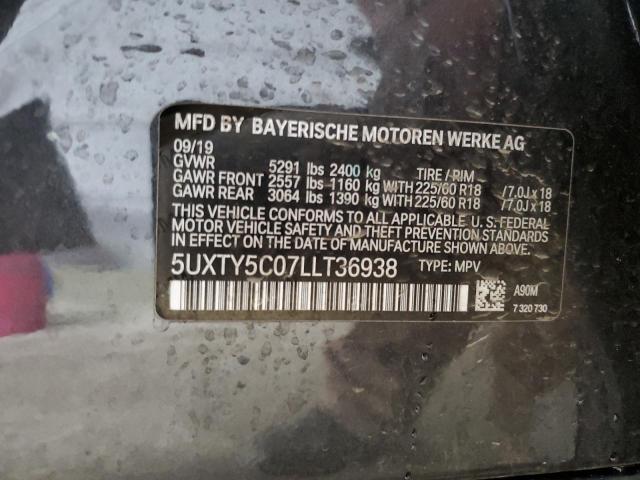 MFD BY BAYERISCHE MOTOREN WERKE AG
09/19
GVWR 5291 lbs 2400 kg TIRE / RIM
GAWR FRONT 2557 lbs 1160 kg WITH 225/60 R18 /7.0J x 18
GAWR REAR 3064 lbs 1390 kg WITH 225/60 R18 /7.0J x 18
THIS VEHICLE CONFORMS TO ALL APPLICABLE U. S. FEDERAL
MOTOR VEHICLE SAFETY AND THEFT PREVENTION STANDARDS
IN EFFECT ON THE DATE OF MANUFACTURE SHOWN ABOVE.
5UXTY5C07LLT36938 TYPE: MPV
A90M
7 320 730